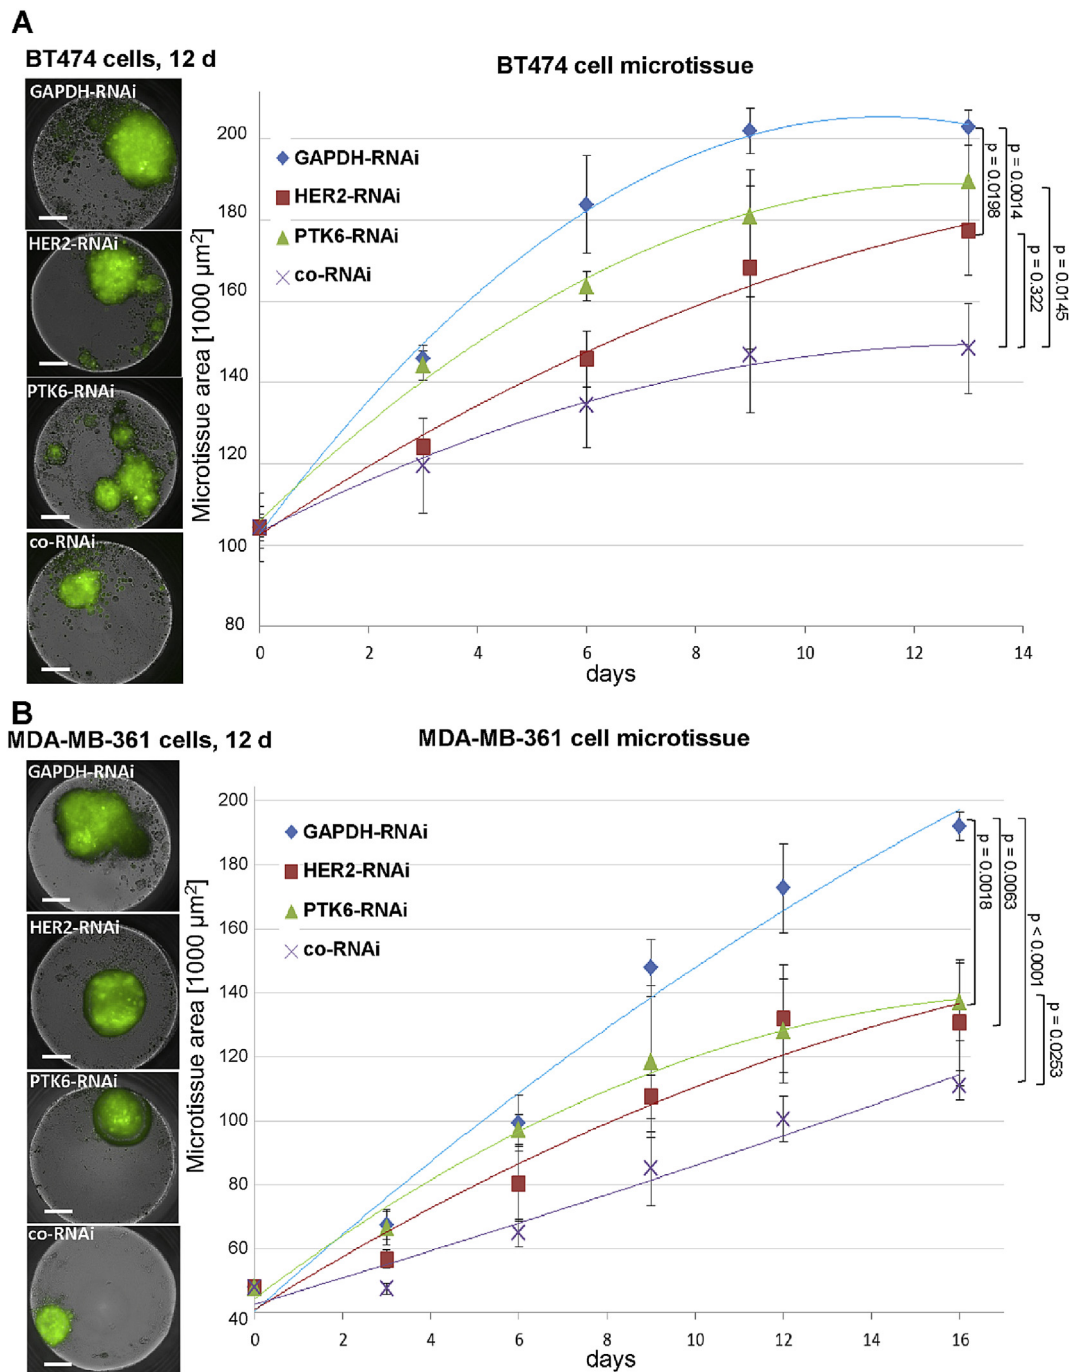 A
BT474 cells, 12 d
GAPDH-RNAi
HER2-RNAi
PTK6-RNAi
co-RNAi
BT474 cell microtissue
Microtissue area [1000 µm²]
200
180
160
140
120
100
80
GAPDH-RNAi
HER2-RNAi
PTK6-RNAi
co-RNAi
p = 0.0198
p = 0.0014
p = 0.322
p = 0.0145
0 2 4 6 8 10 12 14
days
B
MDA-MB-361 cells, 12 d
GAPDH-RNAi
HER2-RNAi
PTK6-RNAi
co-RNAi
MDA-MB-361 cell microtissue
Microtissue area [1000 µm²]
200
180
160
140
120
100
80
60
40
GAPDH-RNAi
HER2-RNAi
PTK6-RNAi
co-RNAi
p = 0.0018
p = 0.0063
p < 0.0001
p = 0.0253
0 2 4 6 8 10 12 14 16
days